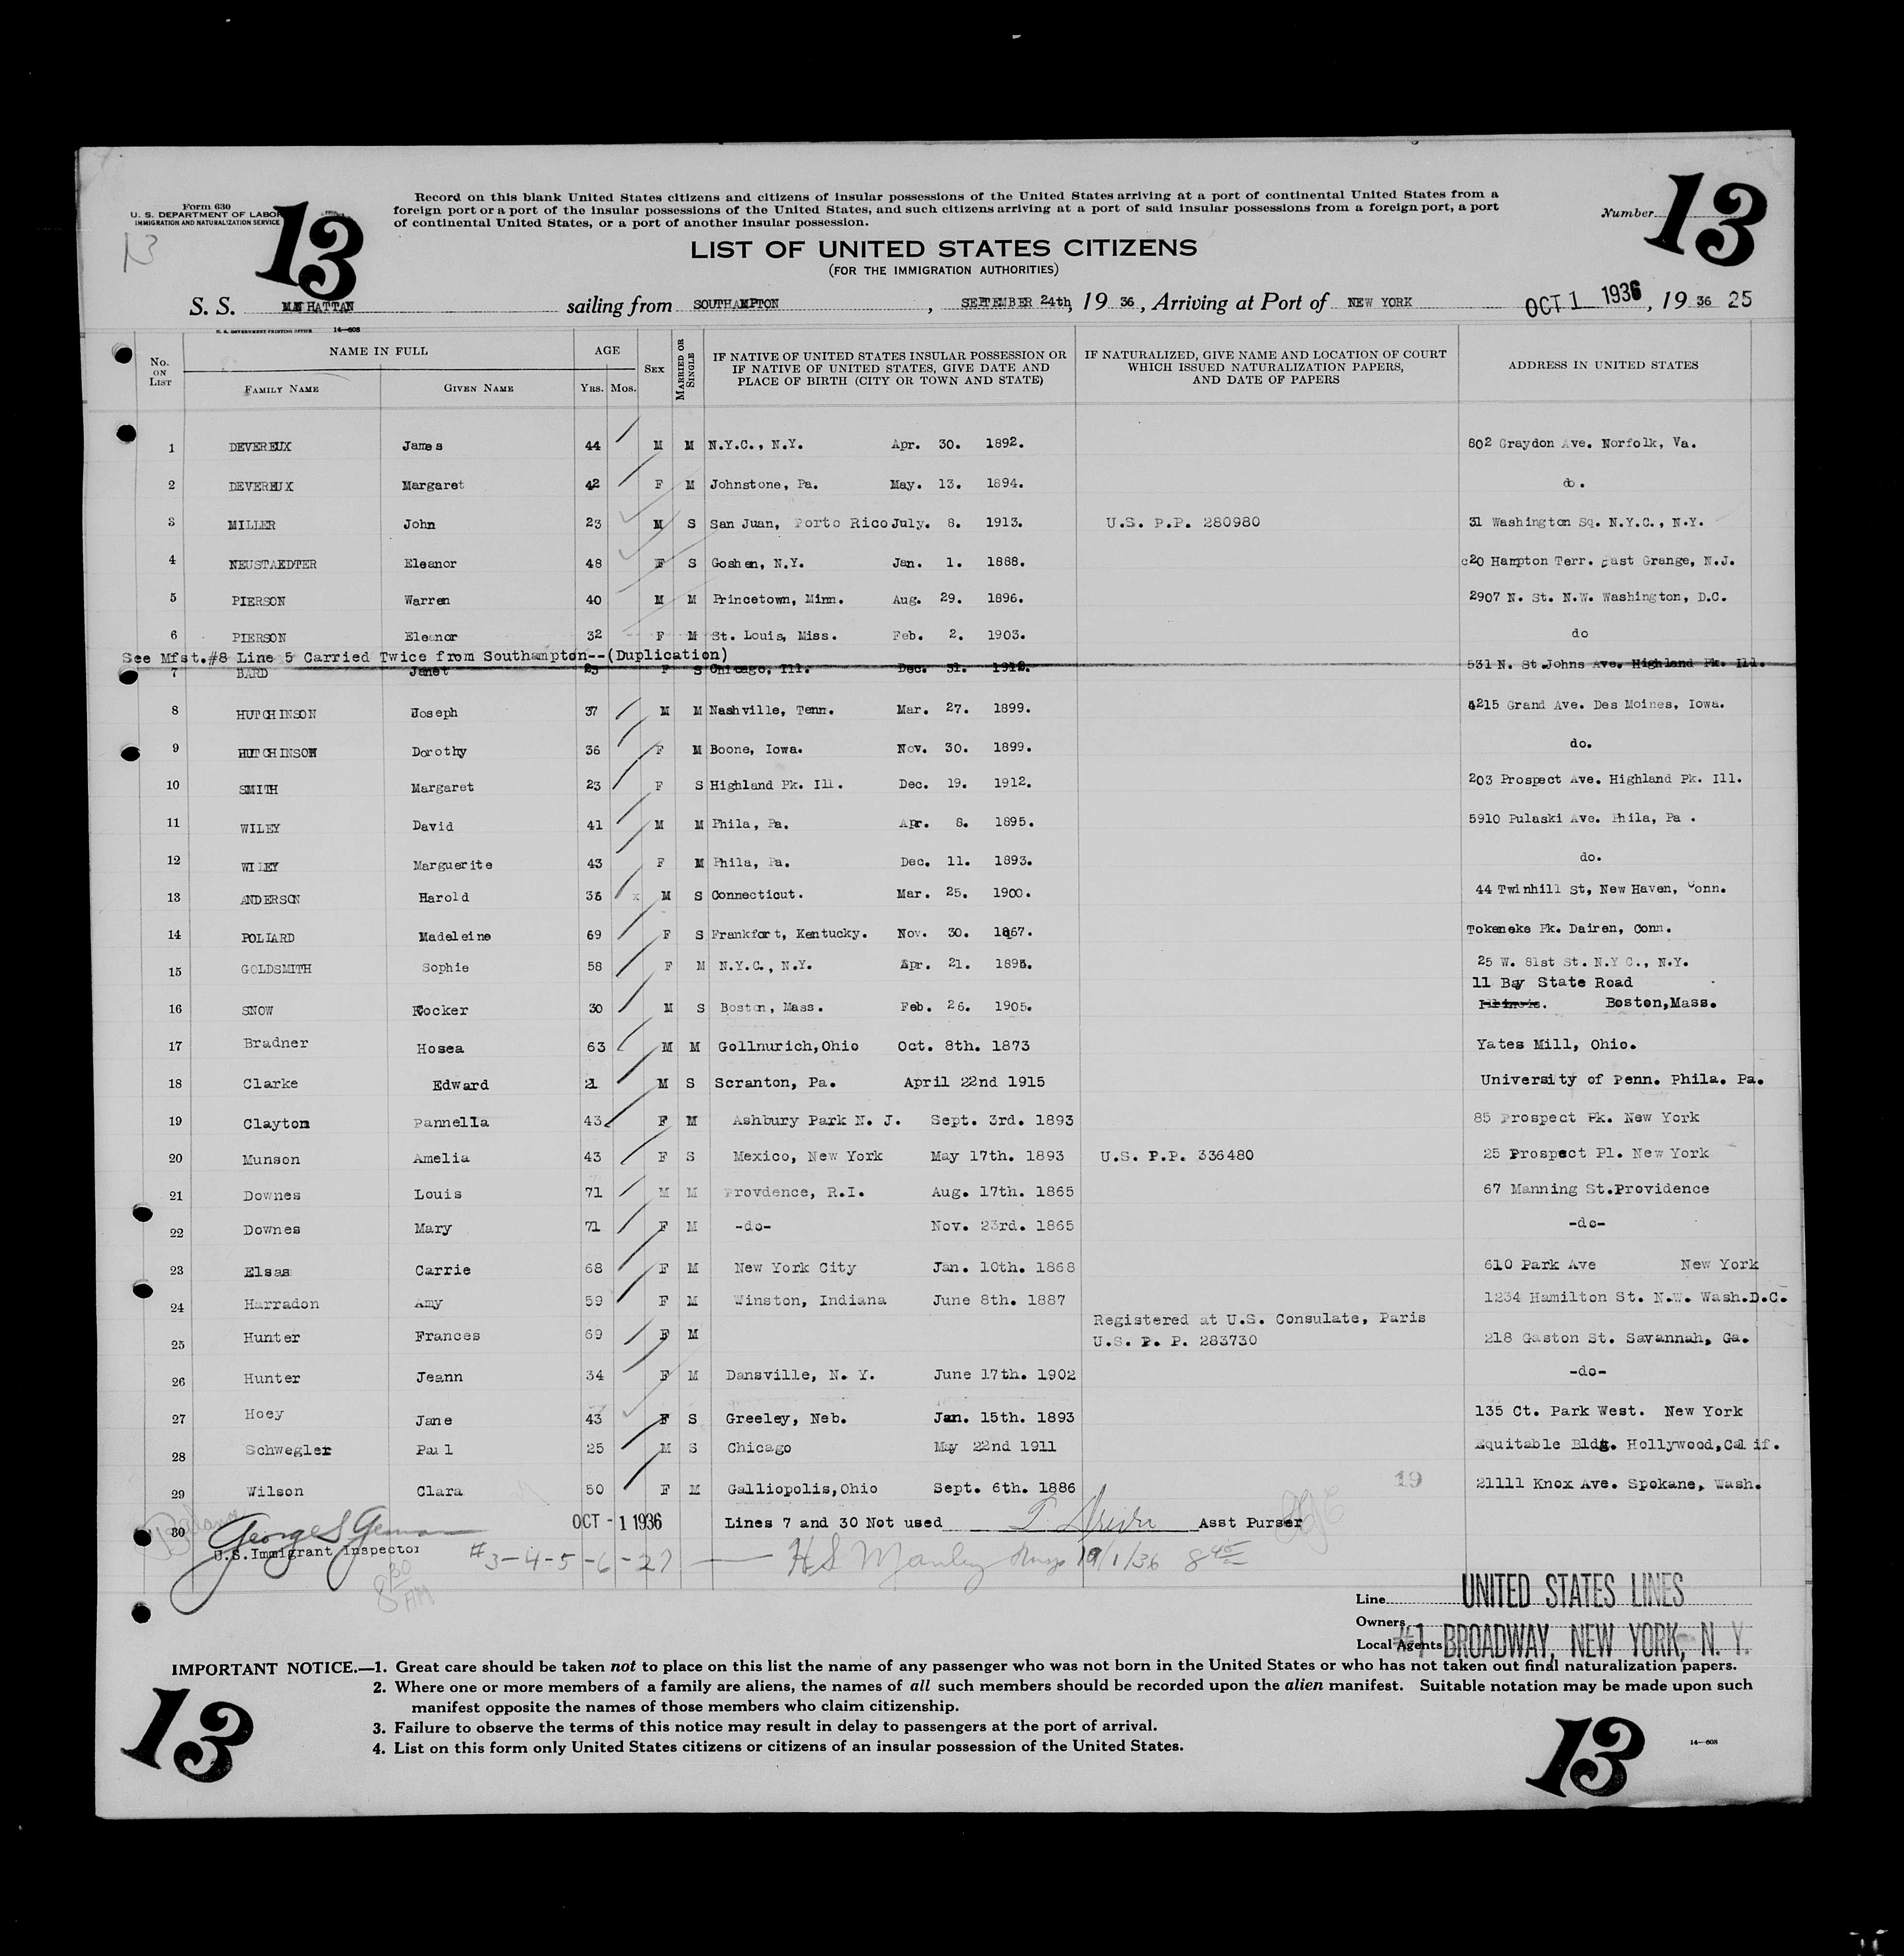 Form 630
U. S. DEPARTMENT OF LABOR
IMMIGRATION AND NATURALIZATION SERVICE
13
13
Record on this blank United States citizens and citizens of insular possessions of the United States arriving at a port of continental United States from a
foreign port or a port of the insular possessions of the United States, and such citizens arriving at a port of said insular possessions from a foreign port, a port
of continental United States, or a port of another insular possession.
Number 13
LIST OF UNITED STATES CITIZENS
(FOR THE IMMIGRATION AUTHORITIES)
S. S. MANHATTAN sailing from SOUTHAMPTON , SEPTEMBER 24th, 19 36 , Arriving at Port of NEW YORK OCT 1 1936 , 19 36 25
U. S. GOVERNMENT PRINTING OFFICE 14—608
No. ON LIST NAME IN FULL FAMILY NAME GIVEN NAME AGE YRS. MOS. SEX MARRIED OR SINGLE IF NATIVE OF UNITED STATES INSULAR POSSESSION OR IF NATIVE OF UNITED STATES, GIVE DATE AND PLACE OF BIRTH (CITY OR TOWN AND STATE) IF NATURALIZED, GIVE NAME AND LOCATION OF COURT WHICH ISSUED NATURALIZATION PAPERS, AND DATE OF PAPERS ADDRESS IN UNITED STATES
1 DEVEREUX James 44 M M N.Y.C., N.Y. Apr. 30. 1892. 802 Graydon Ave. Norfolk, Va.
2 DEVEREUX Margaret 42 F M Johnstone, Pa. May. 13. 1894. do.
3 MILLER John 23 M S San Juan, Porto Rico July. 8. 1913. U.S. P.P. 280980 31 Washington Sq. N.Y.C., N.Y.
4 NEUSTAEDTER Eleanor 48 F S Goshen, N.Y. Jan. 1. 1888. c20 Hampton Terr. East Grange, N.J.
5 PIERSON Warren 40 M M Princetown, Minn. Aug. 29. 1896. 2907 N. St. N.W. Washington, D.C.
6 PIERSON Eleanor 32 F M St. Louis, Miss. Feb. 2. 1903. do
See Mfst.#8 Line 5 Carried Twice from Southampton--(Duplication)
7 BARD Janet 23 F S Chicago, Ill. Dec. 31. 1912. 531 N. St Johns Ave. Highland Pk. Ill.
8 HUTCHINSON Joseph 37 M M Nashville, Tenn. Mar. 27. 1899. 4215 Grand Ave. Des Moines, Iowa.
9 HUTCHINSON Dorothy 36 F M Boone, Iowa. Nov. 30. 1899. do.
10 SMITH Margaret 23 F S Highland Pk. Ill. Dec. 19. 1912. 203 Prospect Ave. Highland Pk. Ill.
11 WILEY David 41 M M Phila, Pa. Apr. 8. 1895. 5910 Pulaski Ave. Phila, Pa .
12 WILEY Marguerite 43 F M Phila, Pa. Dec. 11. 1893. do.
13 ANDERSON Harold 36 x M S Connecticut. Mar. 25. 1900. 44 Twinhill St, New Haven, Conn.
14 POLLARD Madeleine 69 F S Frankfort, Kentucky. Nov. 30. 1867. Tokeneke Pk. Dairen, Conn.
15 GOLDSMITH Sophie 58 F M N.Y.C., N.Y. Apr. 21. 25 W. 81st St. N.Y C., N.Y.
11 Bay State Road
16 SNOW Rocker 30 M S Boston, Mass. Feb. 26. 1905. Illinois. Boston,Mass.
17 Bradner Hosea 63 M M Gollnurich,Ohio Oct. 8th. 1873 Yates Mill, Ohio.
18 Clarke Edward 21 M S Scranton, Pa. April 22nd 1915 University of Penn. Phila. Pa.
19 Clayton Pannella 43 F M Ashbury Park N. J. Sept. 3rd. 1893 85 Prospect Pk. New York
20 Munson Amelia 43 F S Mexico, New York May 17th. 1893 U.S. P.P. 336480 25 Prospect Pl. New York
21 Downes Louis 71 M M Provdence, R.I. Aug. 17th. 1865 67 Manning St.Providence
22 Downes Mary 71 F M -do- Nov. 23rd. 1865 -do-
23 Elsas Carrie 68 F M New York City Jan. 10th. 1868 610 Park Ave New York
24 Harradon Amy 59 F M Winston, Indiana June 8th. 1887 1234 Hamilton St. N.W. Wash.D.C.
Registered at U.S. Consulate, Paris
25 Hunter Frances 69 F M U.S. P. P. 283730 218 Gaston St. Savannah, Ga.
26 Hunter Jeann 34 F M Dansville, N. Y. June 17th. 1902 -do-
27 Hoey Jane 43 F S Greeley, Neb. Jan. 15th. 1893 135 Ct. Park West. New York
28 Schwegler Paul 25 M S Chicago May 22nd 1911 Equitable Bldg. Hollywood,Calif.
29 Wilson Clara 50 F M Galliopolis,Ohio Sept. 6th. 1886 19 21111 Knox Ave. Spokane, Wash.
30 George S OCT - 1 1936 Lines 7 and 30 Not used Asst Purser
U.S.Immigrant Inspector #3-4-5-6-27 — H S Manley 10/1/36 8 45
8 30 AM
Line UNITED STATES LINES
Owners
Local Agents #1 BROADWAY, NEW YORK, N. Y.
IMPORTANT NOTICE.—1. Great care should be taken not to place on this list the name of any passenger who was not born in the United States or who has not taken out final naturalization papers.
2. Where one or more members of a family are aliens, the names of all such members should be recorded upon the alien manifest. Suitable notation may be made upon such
manifest opposite the names of those members who claim citizenship.
3. Failure to observe the terms of this notice may result in delay to passengers at the port of arrival.
4. List on this form only United States citizens or citizens of an insular possession of the United States.
13
13
14—608